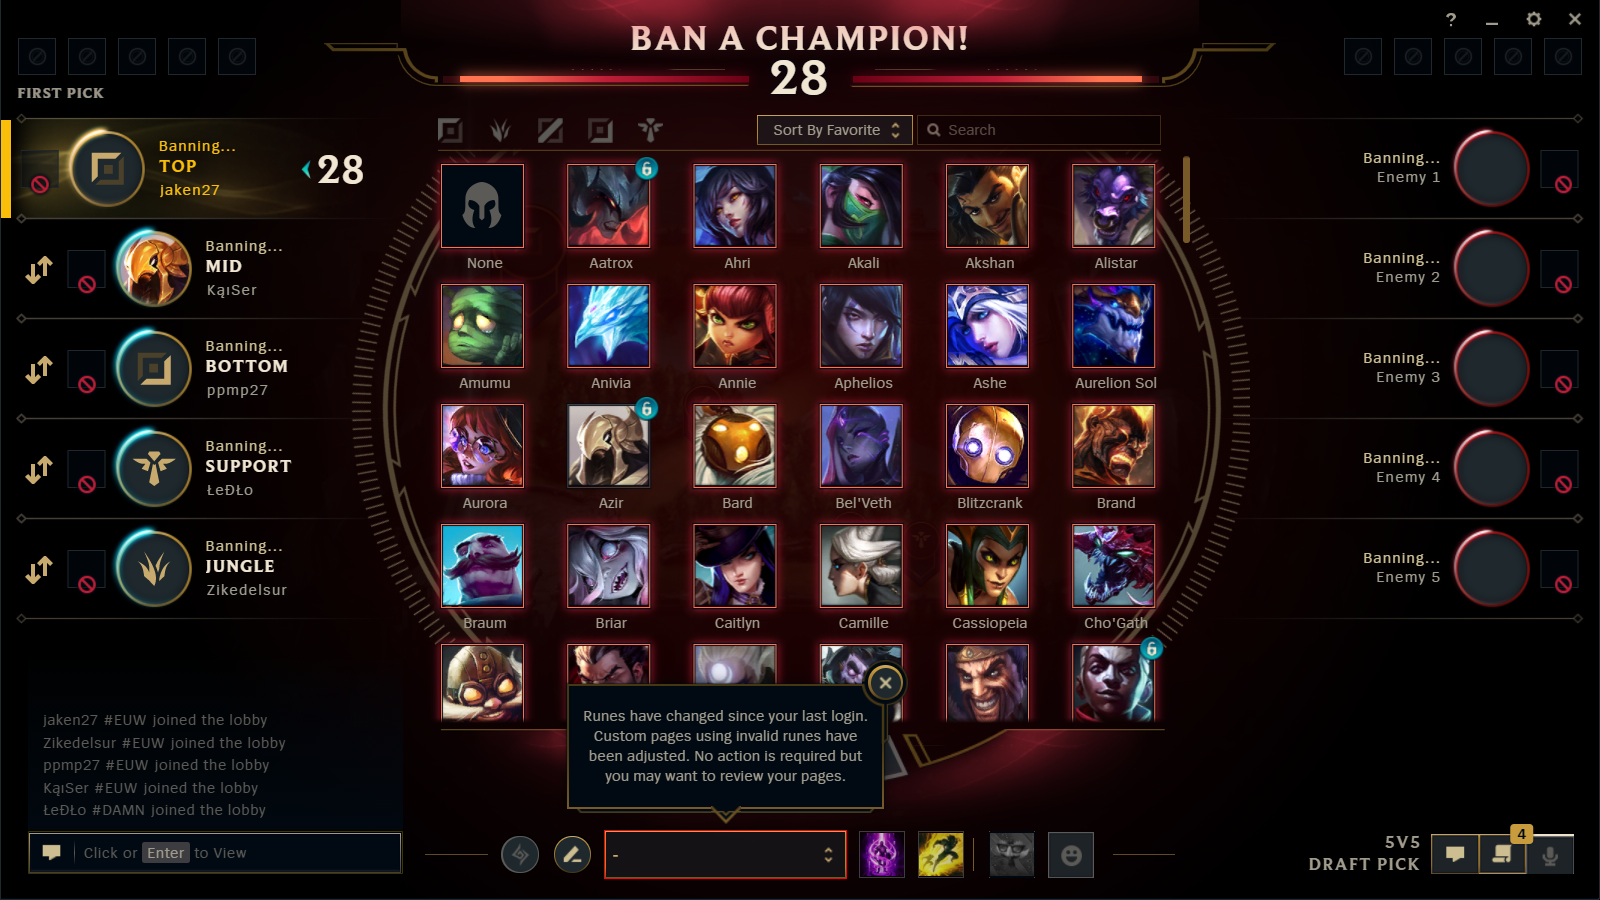 ?
BAN A CHAMPION!
28
FIRST PICK
Sort By Favorite
Search
Banning...
TOP
jaken27
28
Banning...
MID
KąıSer
Banning...
BOTTOM
ppmp27
Banning...
SUPPORT
ŁeĐŁo
Banning...
JUNGLE
Zikedelsur
None
6
Aatrox
Ahri
Akali
Akshan
Alistar
Amumu
Anivia
Annie
Aphelios
Ashe
Aurelion Sol
Aurora
6
Azir
Bard
Bel'Veth
Blitzcrank
Brand
Braum
Briar
Caitlyn
Camille
Cassiopeia
Cho'Gath
6
Banning...
Enemy 1
Banning...
Enemy 2
Banning...
Enemy 3
Banning...
Enemy 4
Banning...
Enemy 5
Runes have changed since your last login.
Custom pages using invalid runes have
been adjusted. No action is required but
you may want to review your pages.
jaken27 #EUW joined the lobby
Zikedelsur #EUW joined the lobby
ppmp27 #EUW joined the lobby
KąıSer #EUW joined the lobby
ŁeĐŁo #DAMN joined the lobby
Click or Enter to View
-
5V5
DRAFT PICK
4